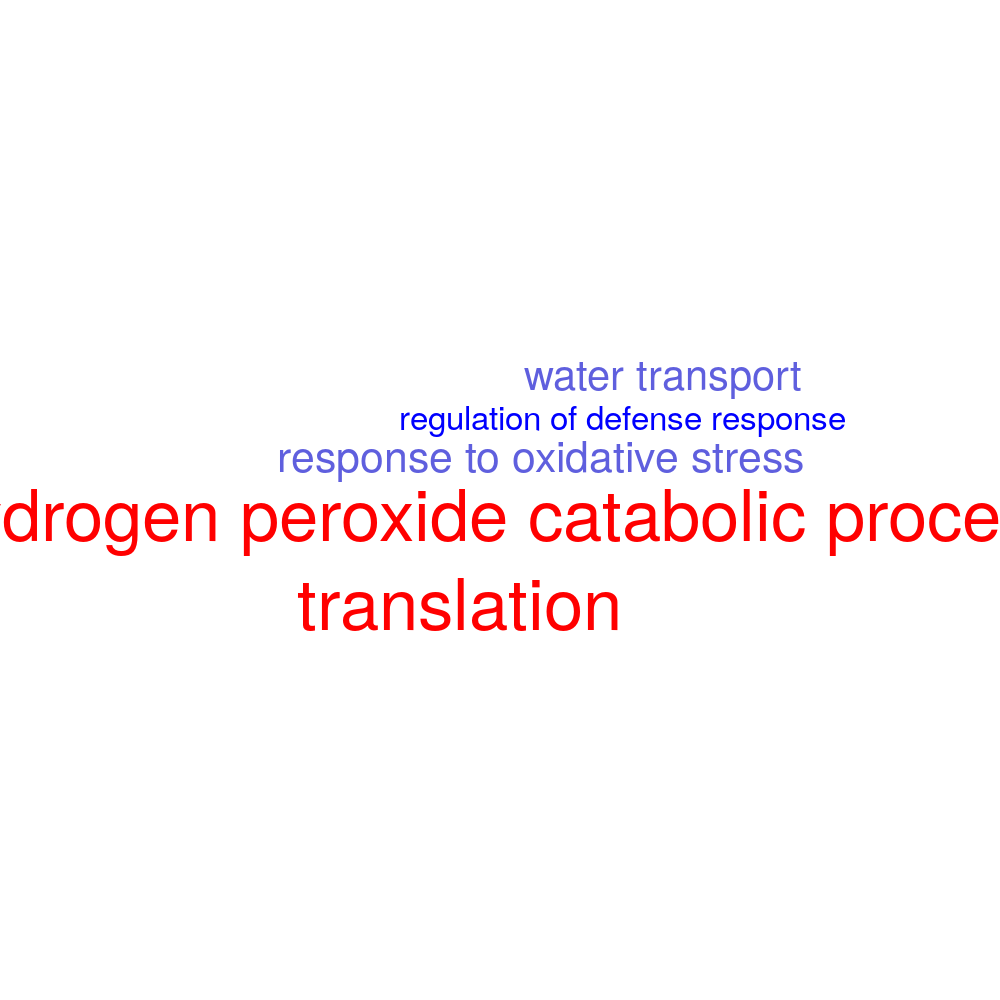 water transport
regulation of defense response
response to oxidative stress
drogen peroxide catabolic proce
translation